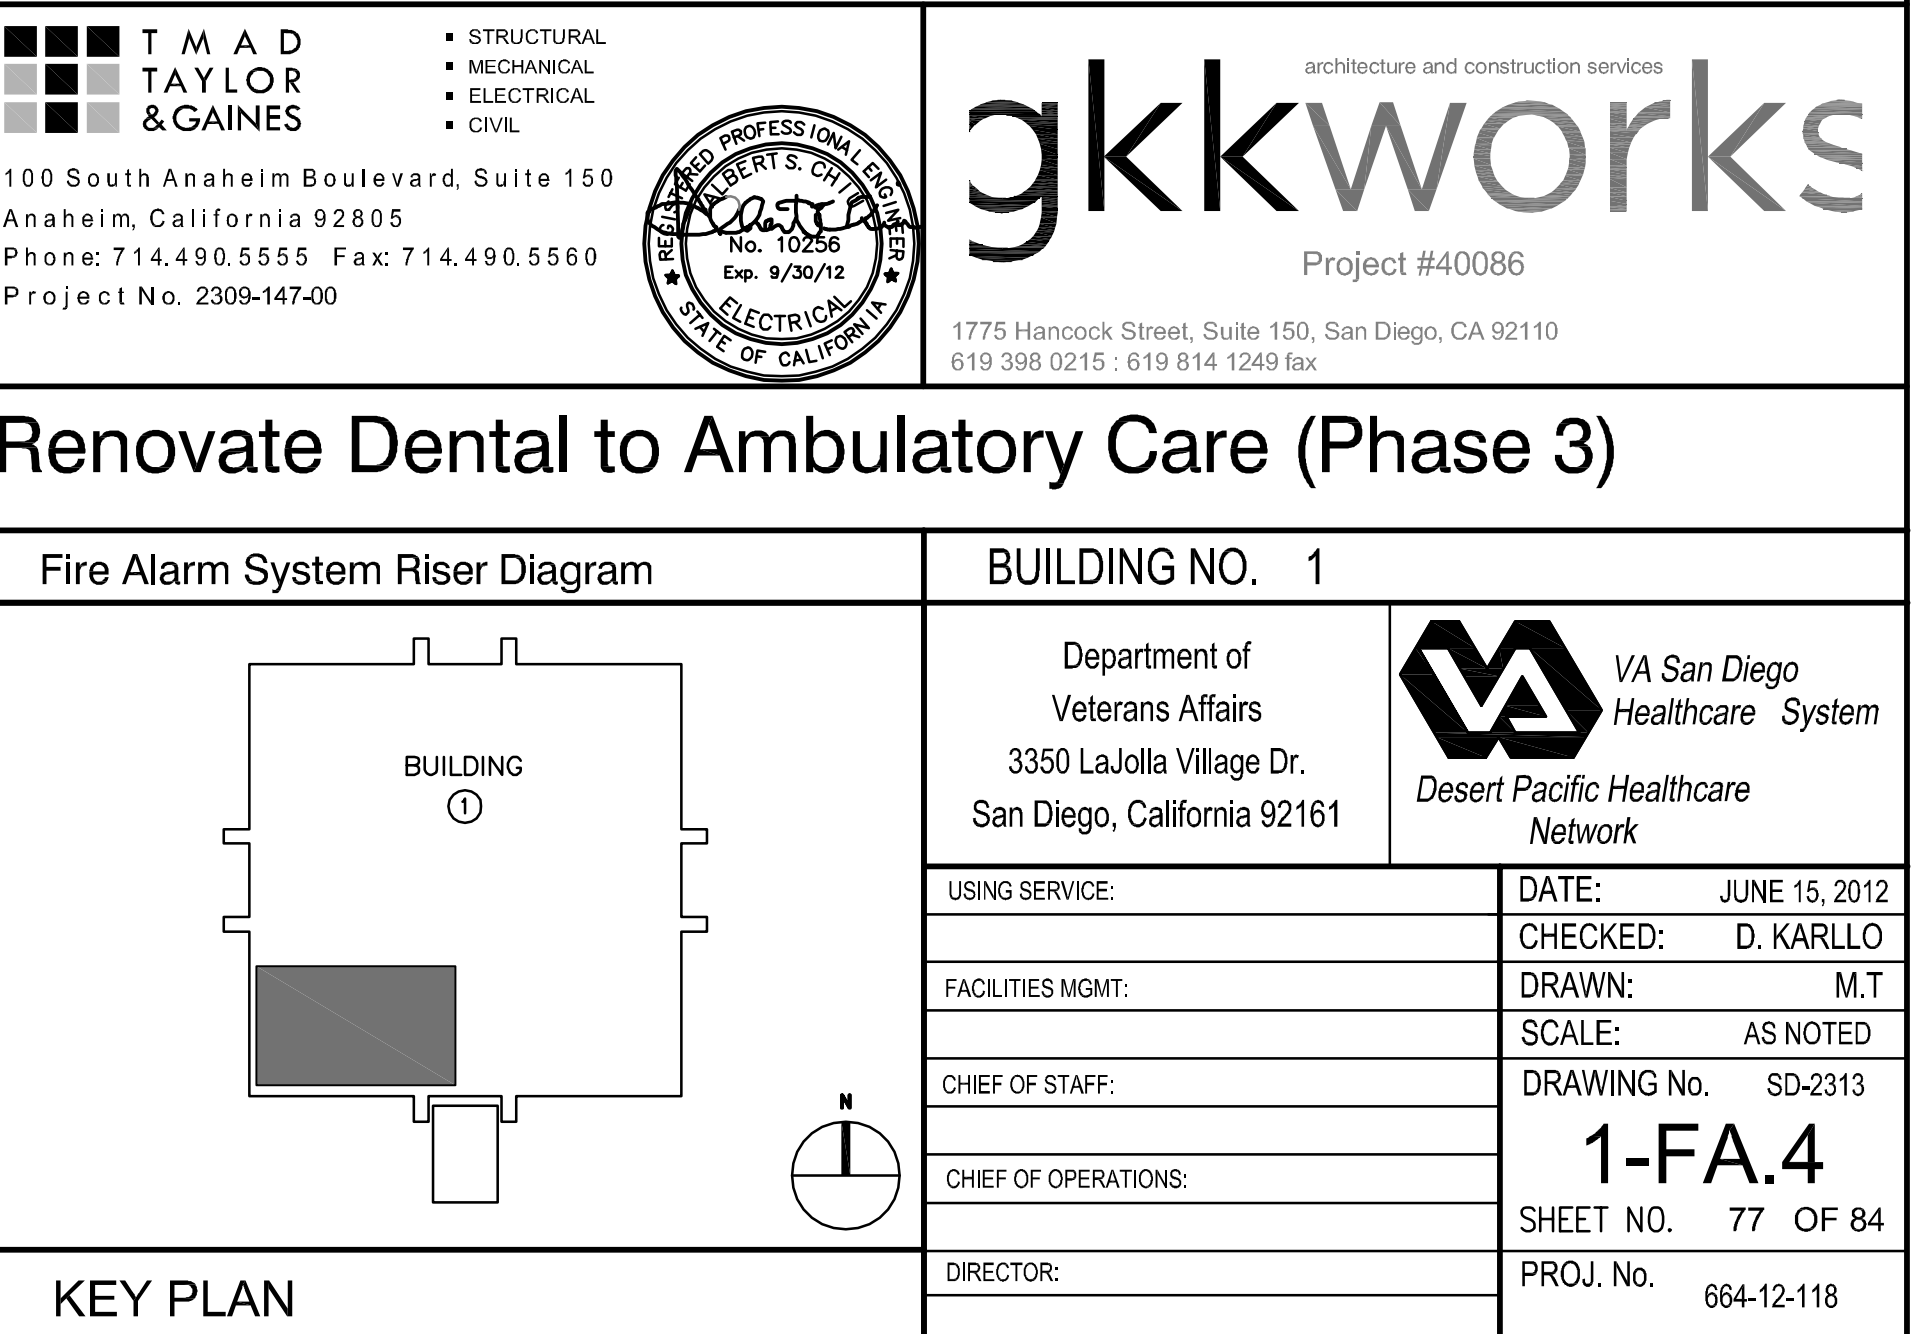 T M A D
TAYLOR
& GAINES
▪ STRUCTURAL
▪ MECHANICAL
▪ ELECTRICAL
▪ CIVIL
100 South Anaheim Boulevard, Suite 150
Anaheim, California 92805
Phone: 714.490.5555 Fax: 714.490.5560
Project No. 2309-147-00
REGISTERED PROFESSIONAL ENGINEER
ALBERT S.
No. 10256
Exp. 9/30/12
ELECTRICAL
★ STATE OF CALIFORNIA ★
architecture and construction services
gkkworks
Project #40086
1775 Hancock Street, Suite 150, San Diego, CA 92110
619 398 0215 : 619 814 1249 fax
Renovate Dental to Ambulatory Care (Phase 3)
Fire Alarm System Riser Diagram
BUILDING NO. 1
BUILDING
1
N
KEY PLAN
Department of
Veterans Affairs
3350 LaJolla Village Dr.
San Diego, California 92161
VA
VA San Diego
Healthcare System
Desert Pacific Healthcare
Network
USING SERVICE:
FACILITIES MGMT:
CHIEF OF STAFF:
CHIEF OF OPERATIONS:
DIRECTOR:
DATE: JUNE 15, 2012
CHECKED: D. KARLLO
DRAWN: M.T
SCALE: AS NOTED
DRAWING No. SD-2313
1-FA.4
SHEET NO. 77 OF 84
PROJ. No. 664-12-118